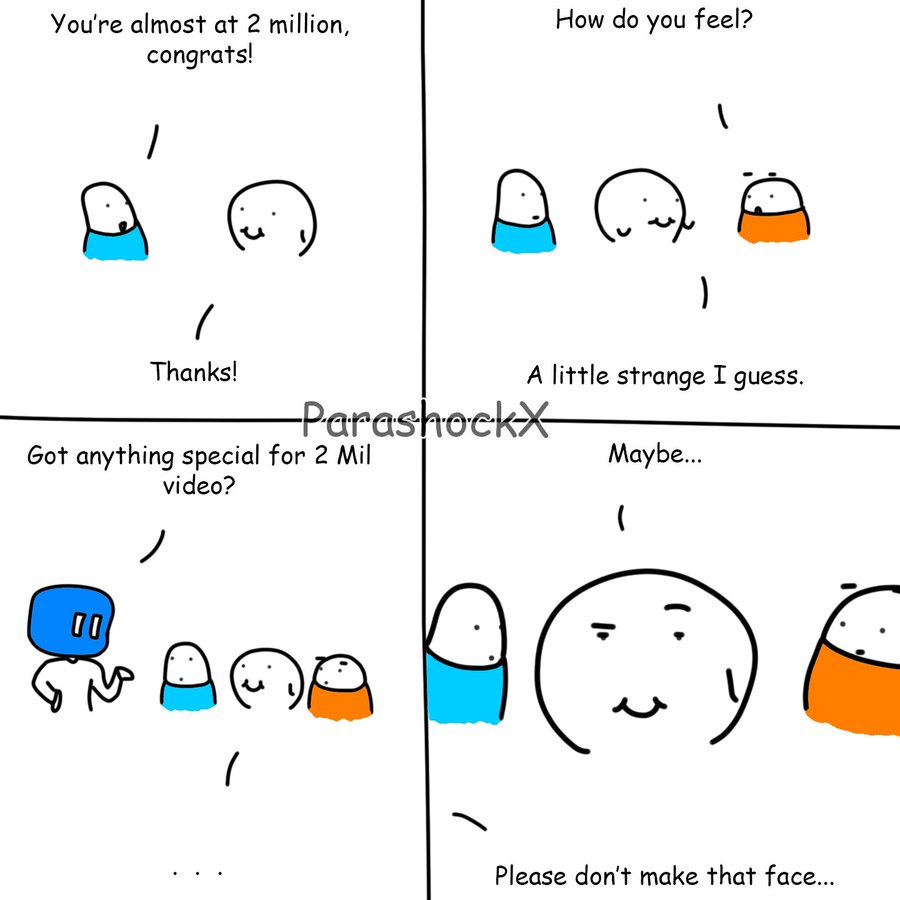 You're almost at 2 million,
congrats!
Thanks!
How do you feel?
A little strange I guess.
ParashockX
Got anything special for 2 Mil
video?
. . .
Maybe...
Please don't make that face...